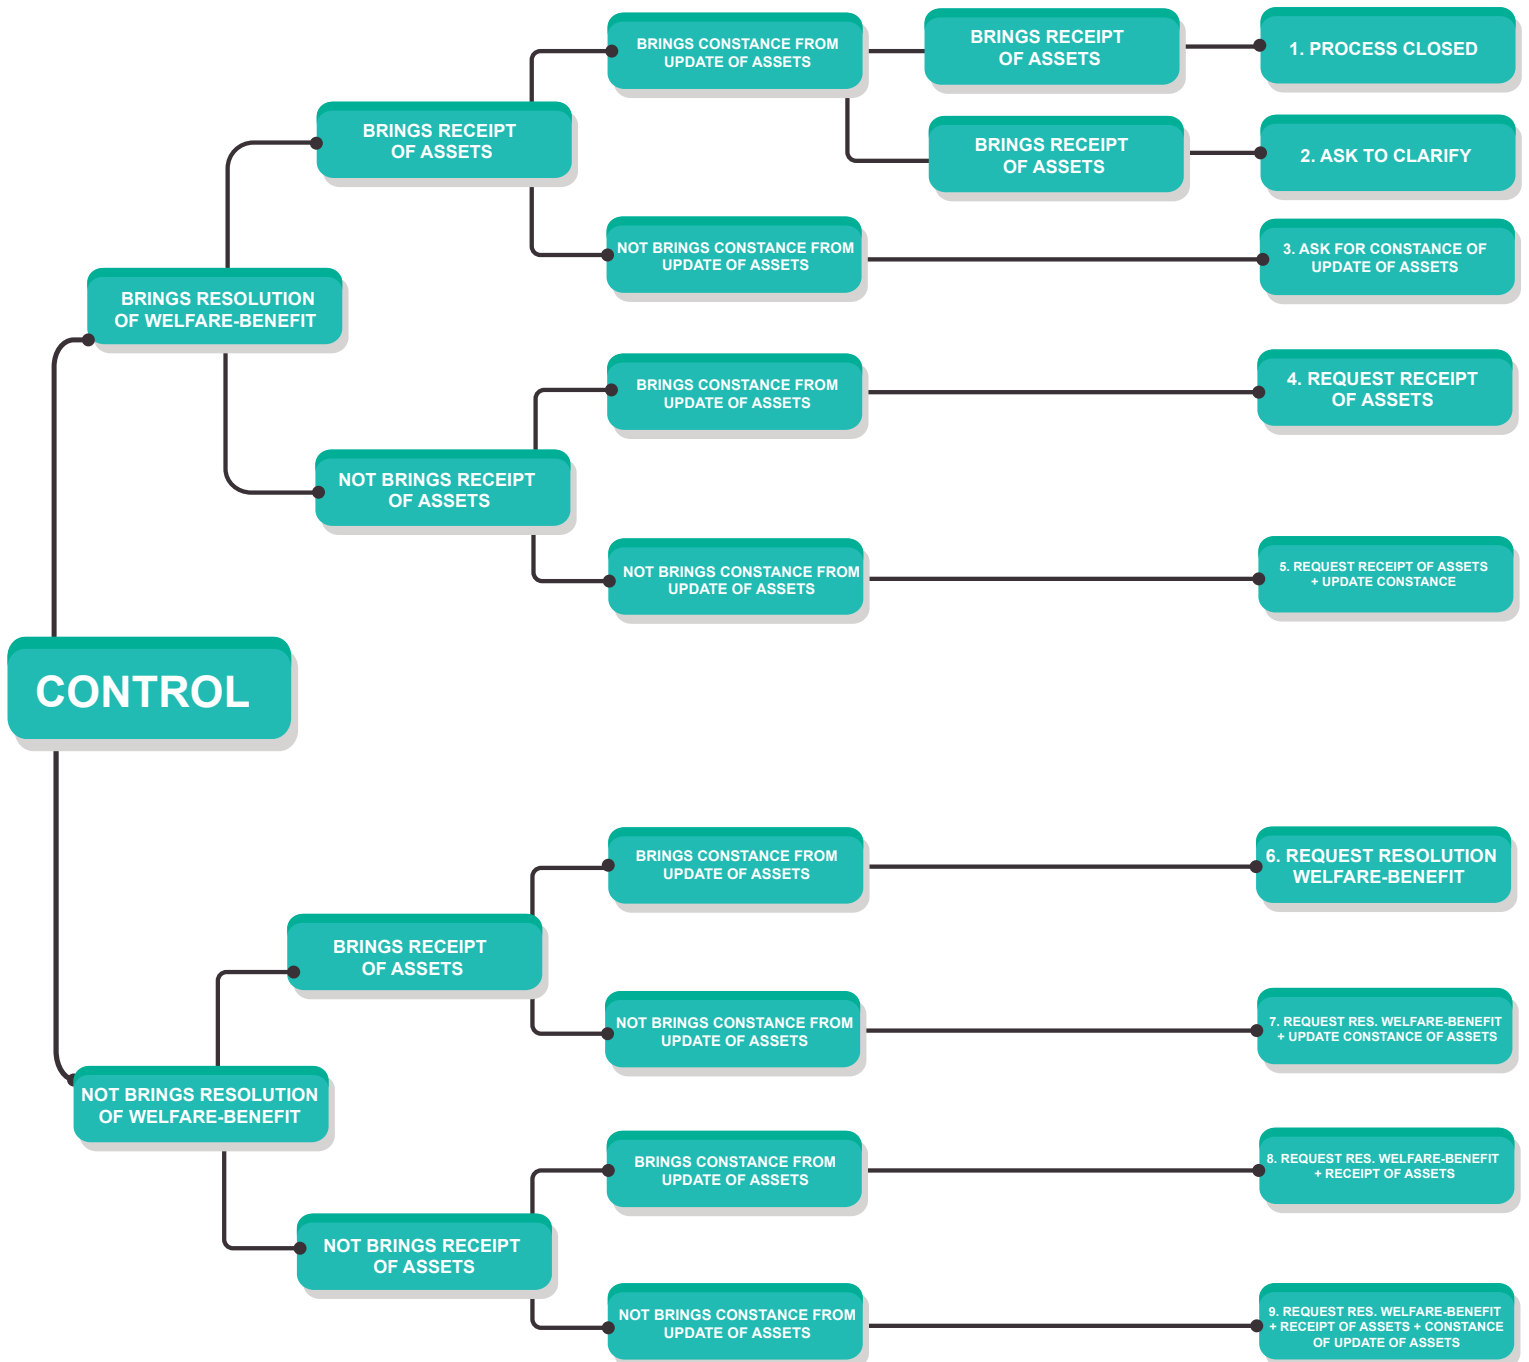 BRINGS CONSTANCE FROM
UPDATE OF ASSETS
BRINGS RECEIPT
OF ASSETS
1. PROCESS CLOSED
BRINGS RECEIPT
OF ASSETS
BRINGS RECEIPT
OF ASSETS
2. ASK TO CLARIFY
NOT BRINGS CONSTANCE FROM
UPDATE OF ASSETS
3. ASK FOR CONSTANCE OF
UPDATE OF ASSETS
BRINGS RESOLUTION
OF WELFARE-BENEFIT
BRINGS CONSTANCE FROM
UPDATE OF ASSETS
4. REQUEST RECEIPT
OF ASSETS
NOT BRINGS RECEIPT
OF ASSETS
NOT BRINGS CONSTANCE FROM
UPDATE OF ASSETS
5. REQUEST RECEIPT OF ASSETS
+ UPDATE CONSTANCE
CONTROL
BRINGS CONSTANCE FROM
UPDATE OF ASSETS
6. REQUEST RESOLUTION
WELFARE-BENEFIT
BRINGS RECEIPT
OF ASSETS
NOT BRINGS CONSTANCE FROM
UPDATE OF ASSETS
7. REQUEST RES. WELFARE-BENEFIT
+ UPDATE CONSTANCE OF ASSETS
NOT BRINGS RESOLUTION
OF WELFARE-BENEFIT
BRINGS CONSTANCE FROM
UPDATE OF ASSETS
8. REQUEST RES. WELFARE-BENEFIT
+ RECEIPT OF ASSETS
NOT BRINGS RECEIPT
OF ASSETS
NOT BRINGS CONSTANCE FROM
UPDATE OF ASSETS
9. REQUEST RES. WELFARE-BENEFIT
+ RECEIPT OF ASSETS + CONSTANCE
OF UPDATE OF ASSETS